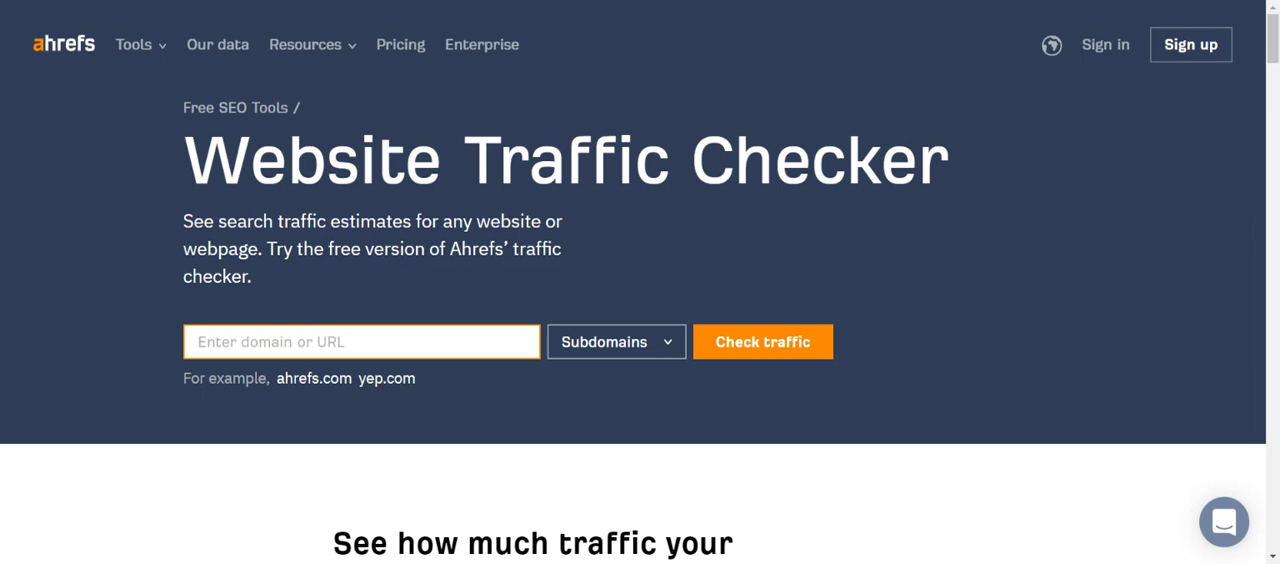 ahrefs Tools Our data Resources Pricing Enterprise Sign in Sign up
Free SEO Tools /
Website Traffic Checker
See search traffic estimates for any website or
webpage. Try the free version of Ahrefs’ traffic
checker.
Enter domain or URL Subdomains Check traffic
For example, ahrefs.com yep.com
See how much traffic your